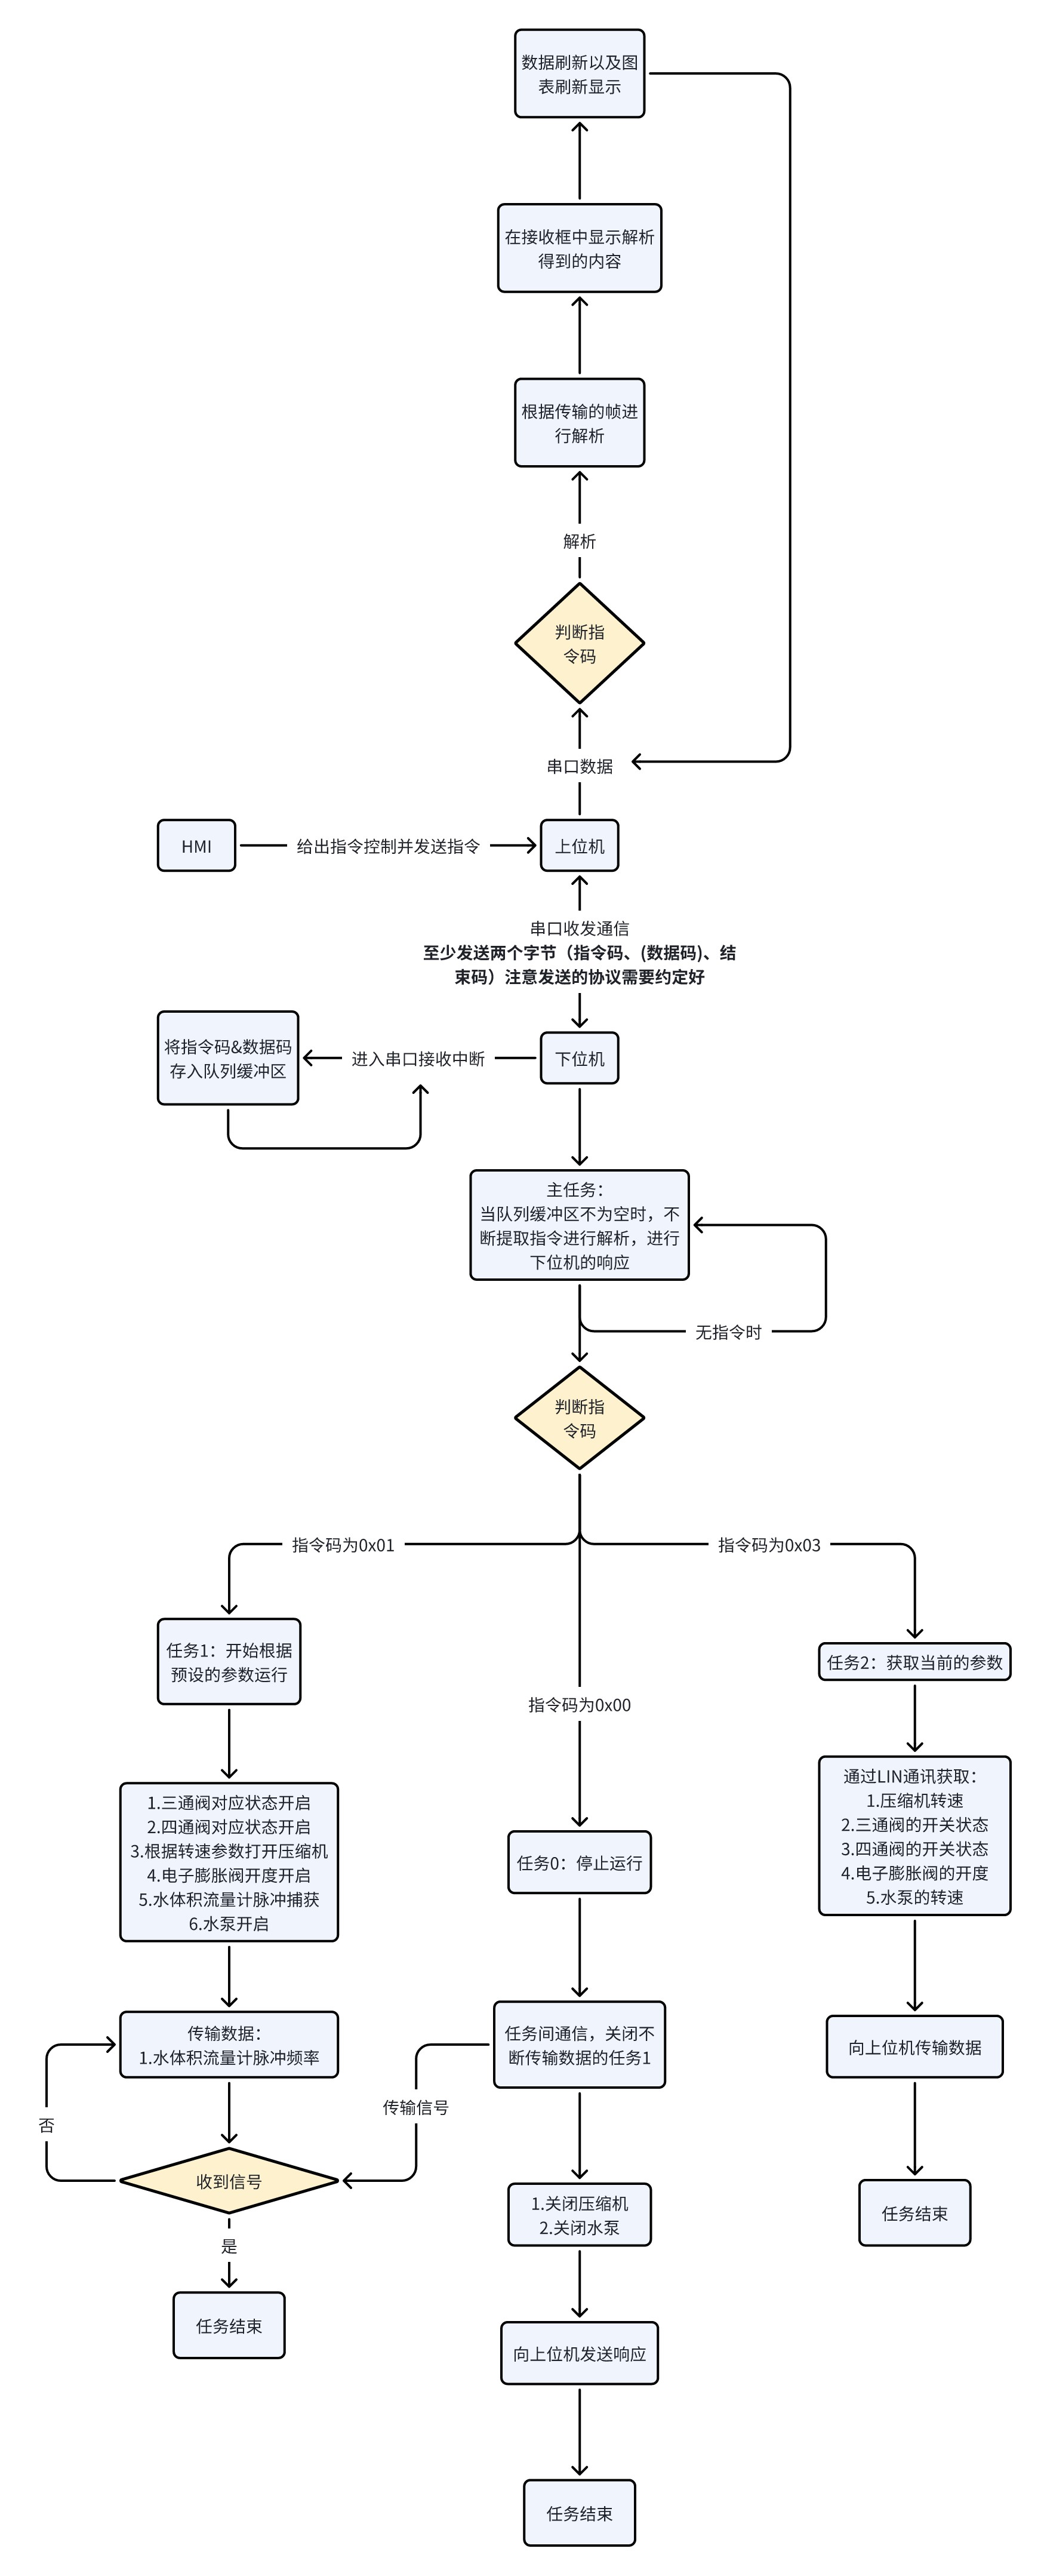 数据刷新以及图
表刷新显示
在接收框中显示解析
得到的内容
根据传输的帧进
行解析
解析
判断指
令码
串口数据
HMI
给出指令控制并发送指令
上位机
串口收发通信
至少发送两个字节（指令码、(数据码)、结
束码）注意发送的协议需要约定好
将指令码&数据码
存入队列缓冲区
进入串口接收中断
下位机
主任务：
当队列缓冲区不为空时，不
断提取指令进行解析，进行
下位机的响应
无指令时
判断指
令码
指令码为0x01
指令码为0x03
任务1：开始根据
预设的参数运行
任务2：获取当前的参数
指令码为0x00
1.三通阀对应状态开启
2.四通阀对应状态开启
3.根据转速参数打开压缩机
4.电子膨胀阀开度开启
5.水体积流量计脉冲捕获
6.水泵开启
任务0：停止运行
通过LIN通讯获取：
1.压缩机转速
2.三通阀的开关状态
3.四通阀的开关状态
4.电子膨胀阀的开度
5.水泵的转速
传输数据：
1.水体积流量计脉冲频率
任务间通信，关闭不
断传输数据的任务1
向上位机传输数据
否
传输信号
收到信号
1.关闭压缩机
2.关闭水泵
任务结束
是
任务结束
向上位机发送响应
任务结束